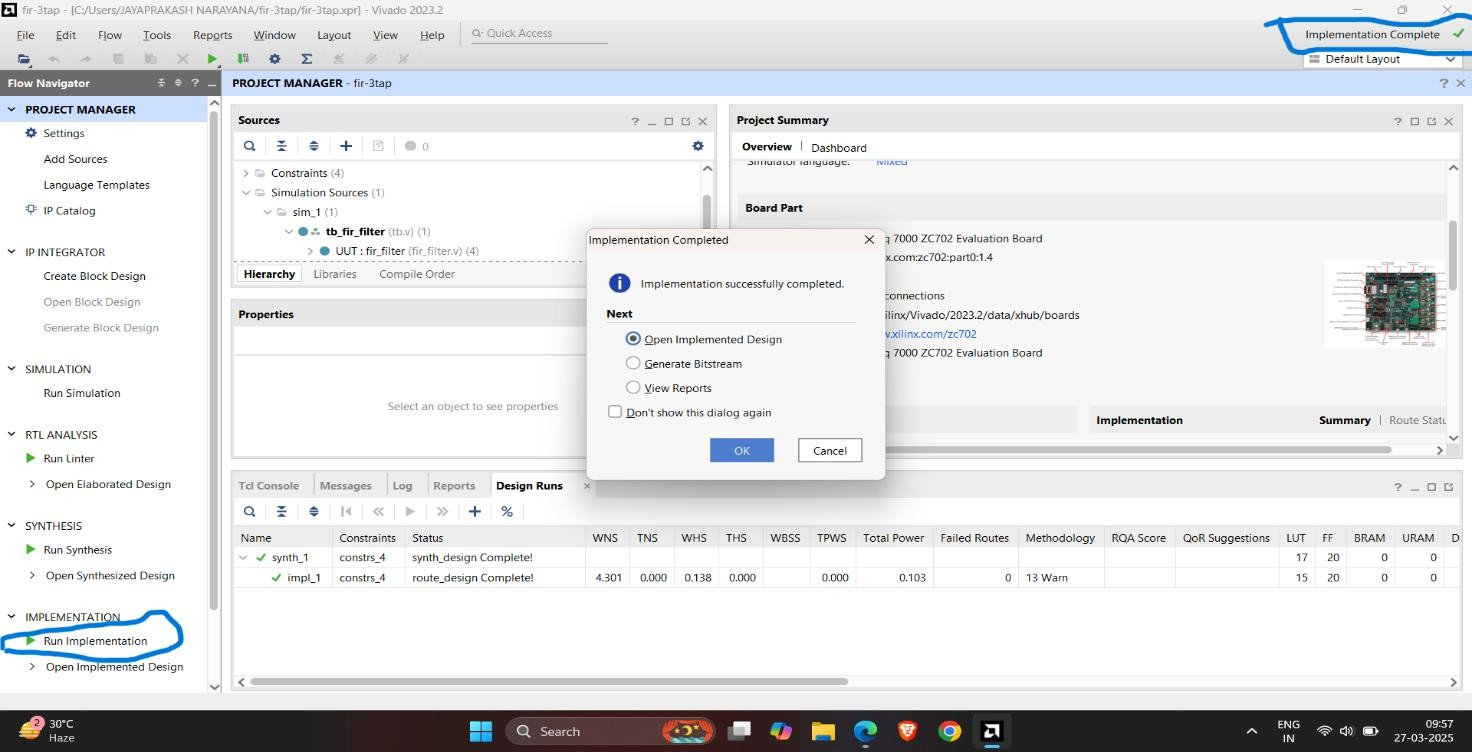 fir-3tap - [C:/Users/JAYAPRAKASH NARAYANA/fir-3tap/fir-3tap.xpr] - Vivado 2023.2
File Edit Flow Tools Reports Window Layout View Help Quick Access
Implementation Complete
Default Layout
Flow Navigator
PROJECT MANAGER
Settings
Add Sources
Language Templates
IP Catalog
IP INTEGRATOR
Create Block Design
Open Block Design
Generate Block Design
SIMULATION
Run Simulation
RTL ANALYSIS
Run Linter
Open Elaborated Design
SYNTHESIS
Run Synthesis
Open Synthesized Design
IMPLEMENTATION
Run Implementation
Open Implemented Design
PROJECT MANAGER - fir-3tap
Sources
0
Constraints (4)
Simulation Sources (1)
sim_1 (1)
tb_fir_filter (tb.v) (1)
UUT : fir_filter (fir_filter.v) (4)
Hierarchy Libraries Compile Order
Properties
Select an object to see properties
Project Summary
Overview Dashboard
Simulator language: Mixed
Board Part
q 7000 ZC702 Evaluation Board
x.com:zc702:part0:1.4
connections
ilinx/Vivado/2023.2/data/xhub/boards
w.xilinx.com/zc702
q 7000 ZC702 Evaluation Board
Implementation Summary Route Statu
Implementation Completed
Implementation successfully completed.
Next
Open Implemented Design
Generate Bitstream
View Reports
Don't show this dialog again
OK Cancel
Tcl Console Messages Log Reports Design Runs
Name Constraints Status WNS TNS WHS THS WBSS TPWS Total Power Failed Routes Methodology RQA Score QoR Suggestions LUT FF BRAM URAM D
synth_1 constrs_4 synth_design Complete! 17 20 0 0
impl_1 constrs_4 route_design Complete! 4.301 0.000 0.138 0.000 0.000 0.103 0 13 Warn 15 20 0 0
2
30°C
Haze
Search
ENG
IN
09:57
27-03-2025